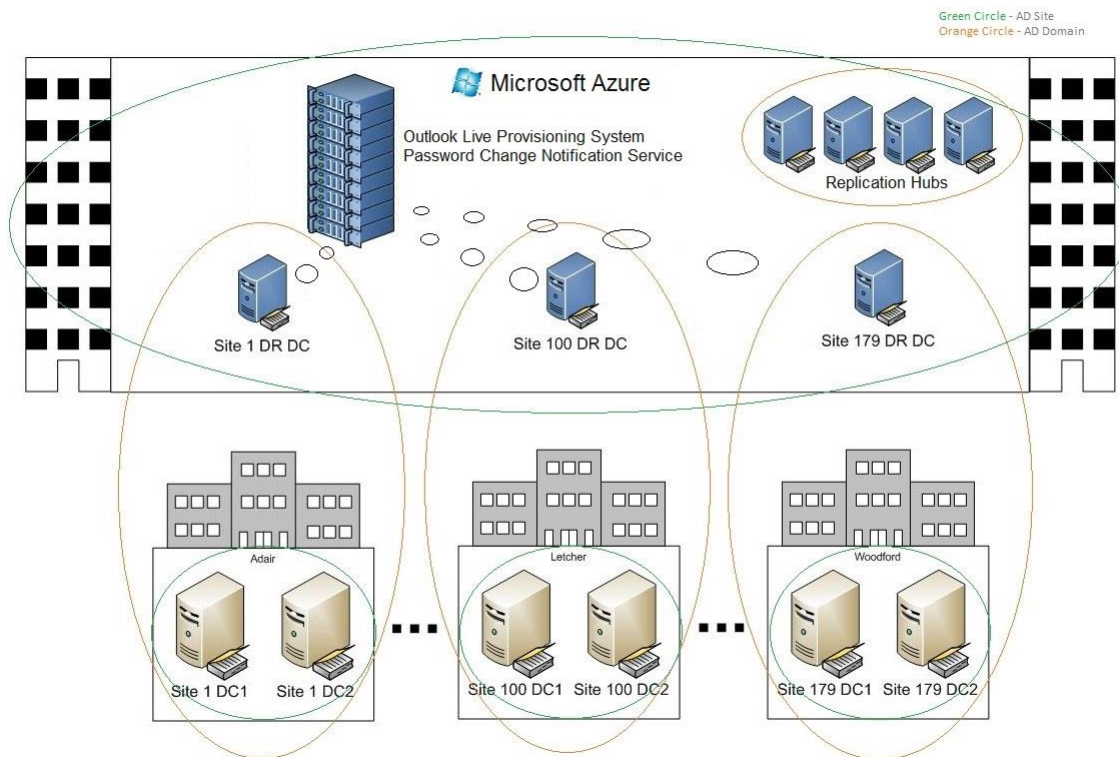 Green Circle - AD Site
Orange Circle - AD Domain
Microsoft Azure
Outlook Live Provisioning System
Password Change Notification Service
Replication Hubs
Site 1 DR DC
Site 100 DR DC
Site 179 DR DC
Adair
Letcher
Woodford
Site 1 DC1
Site 1 DC2
Site 100 DC1
Site 100 DC2
Site 179 DC1
Site 179 DC2